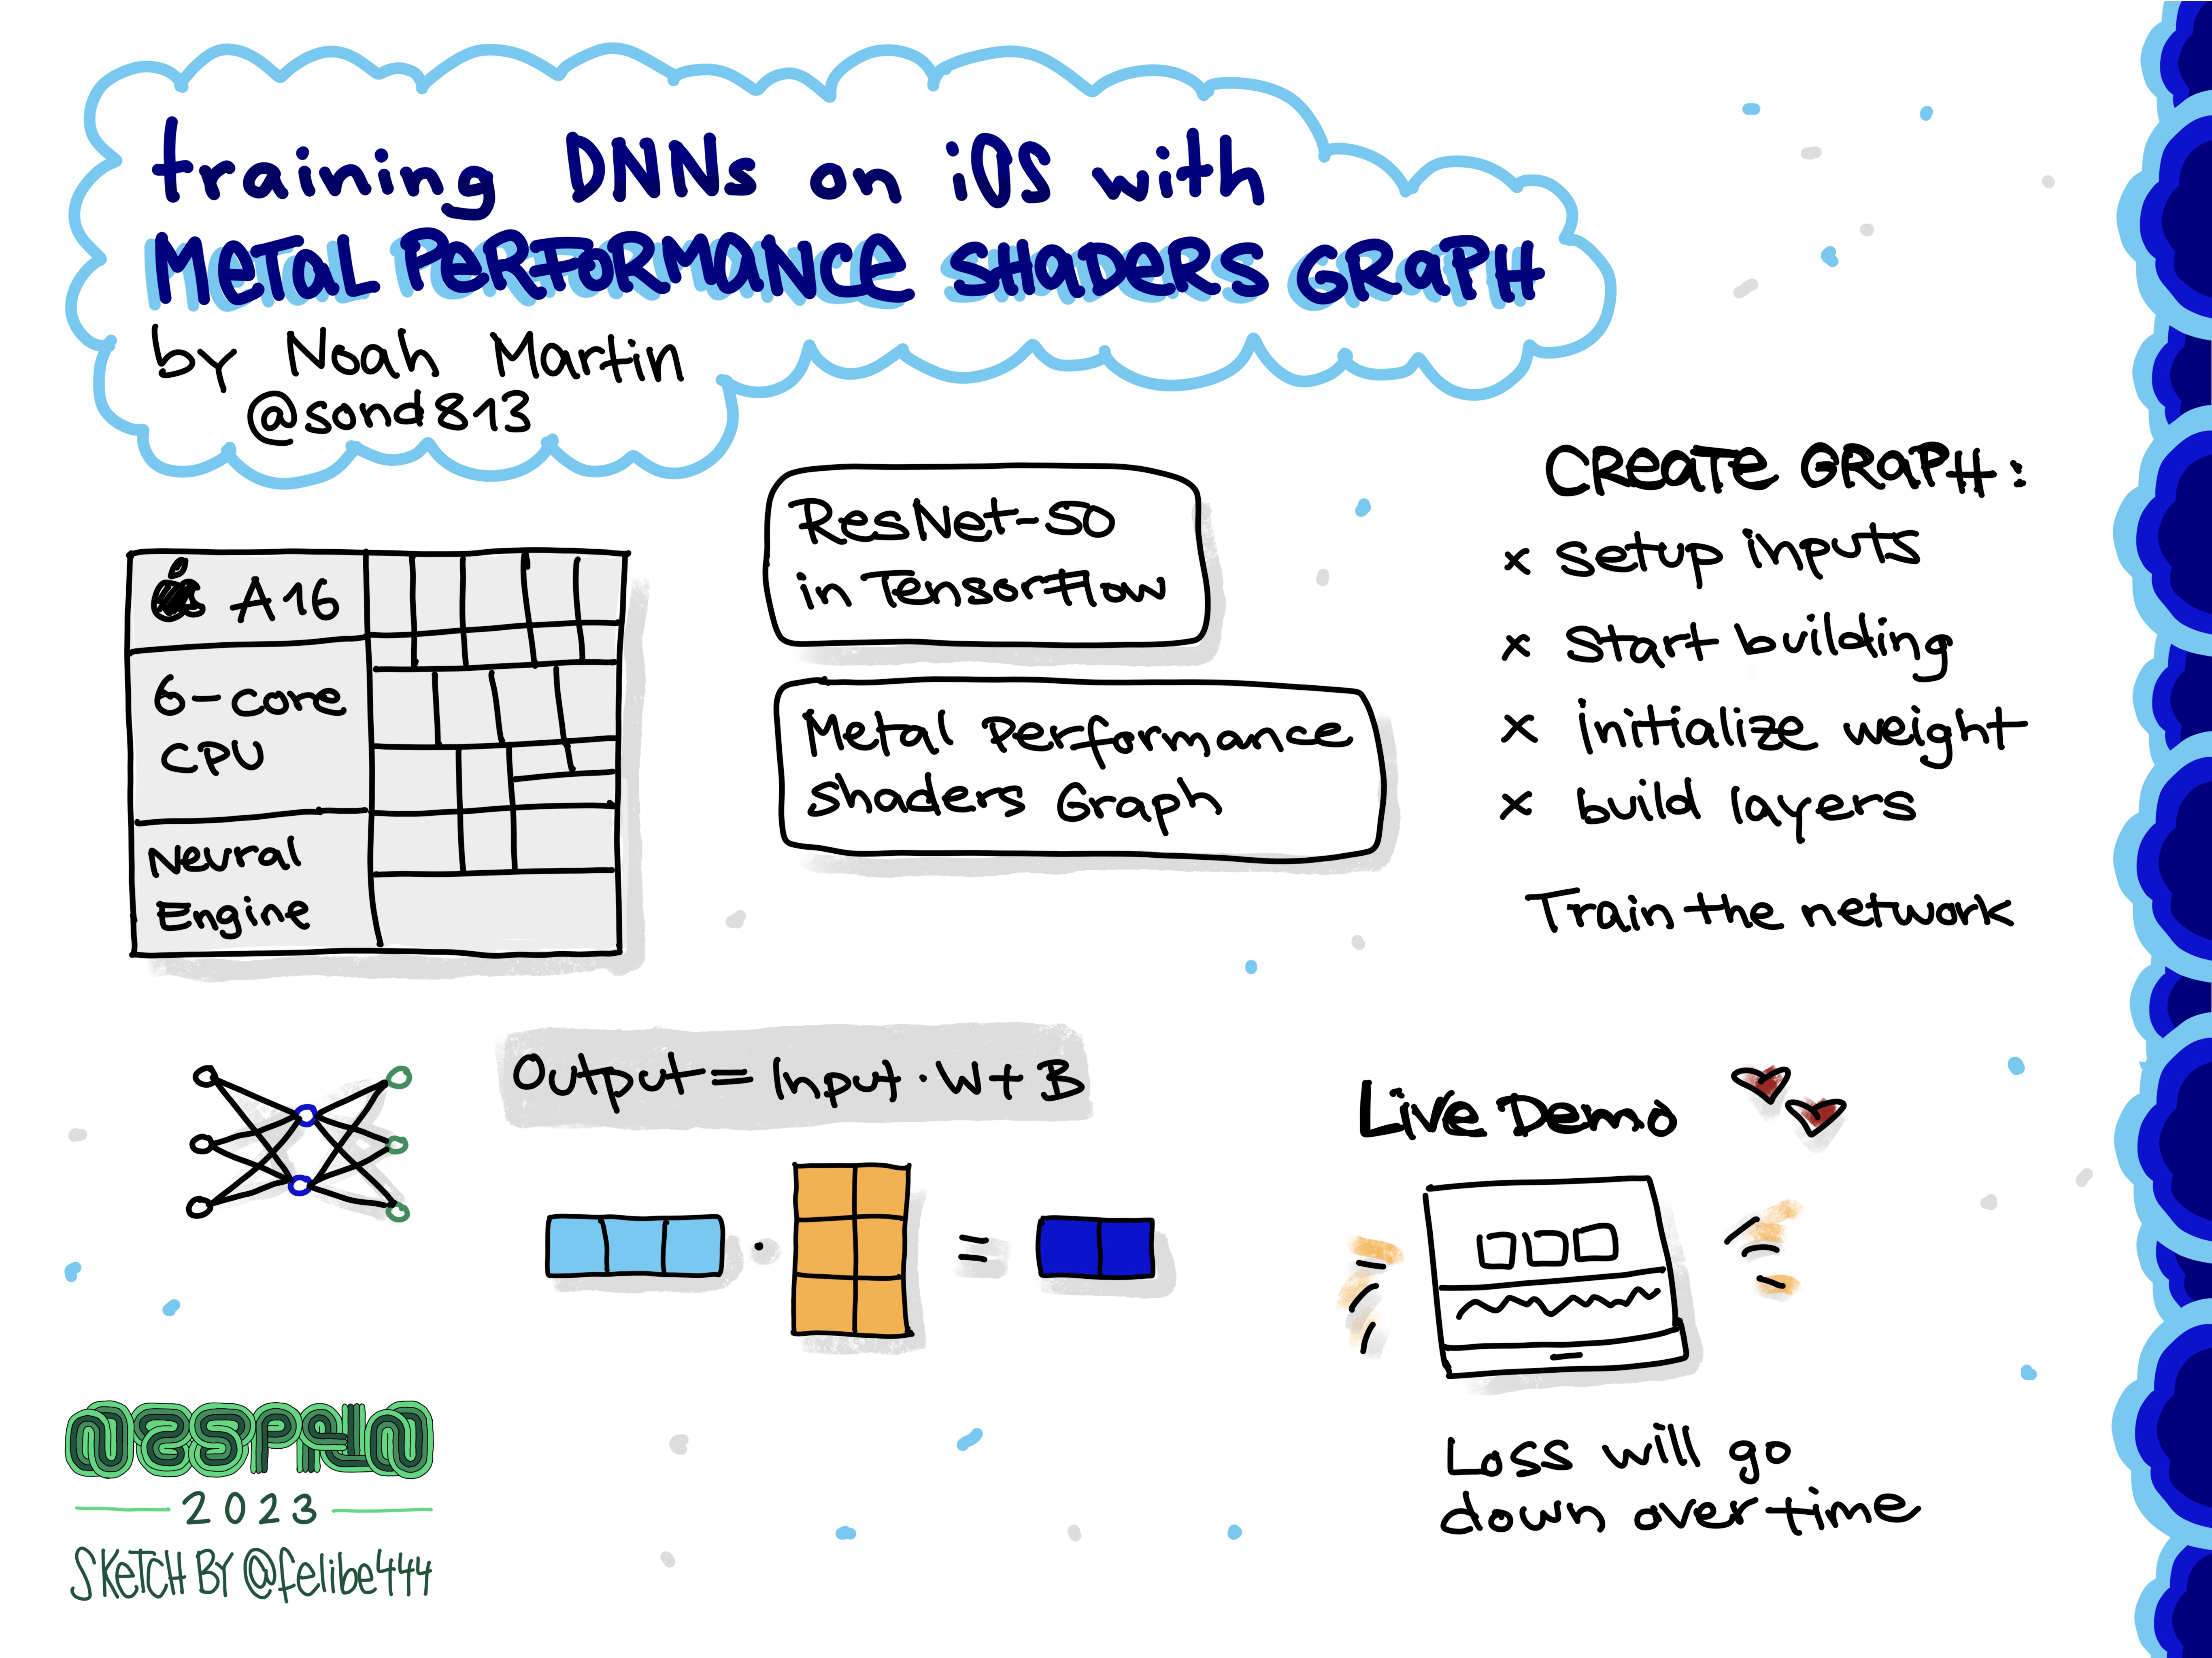 training DNNs on iOS with
METAL PERFORMANCE SHADERS GRAPH
by Noah Martin
@sond813
A16
6-core
CPU
Neural
Engine
ResNet-50
in Tensorflow
Metal Performance
Shaders Graph
CREATE GRAPH:
x setup inputs
x start building
x initialize weight
x build layers
Train the network
Output = Input · W + B
· =
Live Demo
Loss will go
down over time
NSSPAIN
2023
SKETCH BY @felibe444